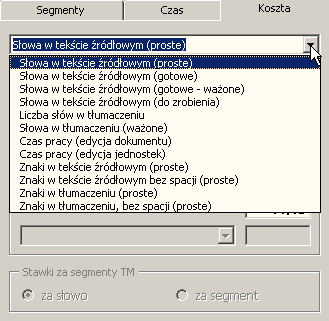 Segmenty Czas Koszta
Słowa w tekście źródłowym (proste)
Słowa w tekście źródłowym (proste)
Słowa w tekście źródłowym (gotowe)
Słowa w tekście źródłowym (gotowe - ważone)
Słowa w tekście źródłowym (do zrobienia)
Liczba słów w tłumaczeniu
Słowa w tłumaczeniu (ważone)
Czas pracy (edycja dokumentu)
Czas pracy (edycja jednostek)
Znaki w tekście źródłowym (proste)
Znaki w tekście źródłowym bez spacji (proste)
Znaki w tłumaczeniu (proste)
Znaki w tłumaczeniu, bez spacji (proste)
Stawki za segmenty TM
za słowo za segment